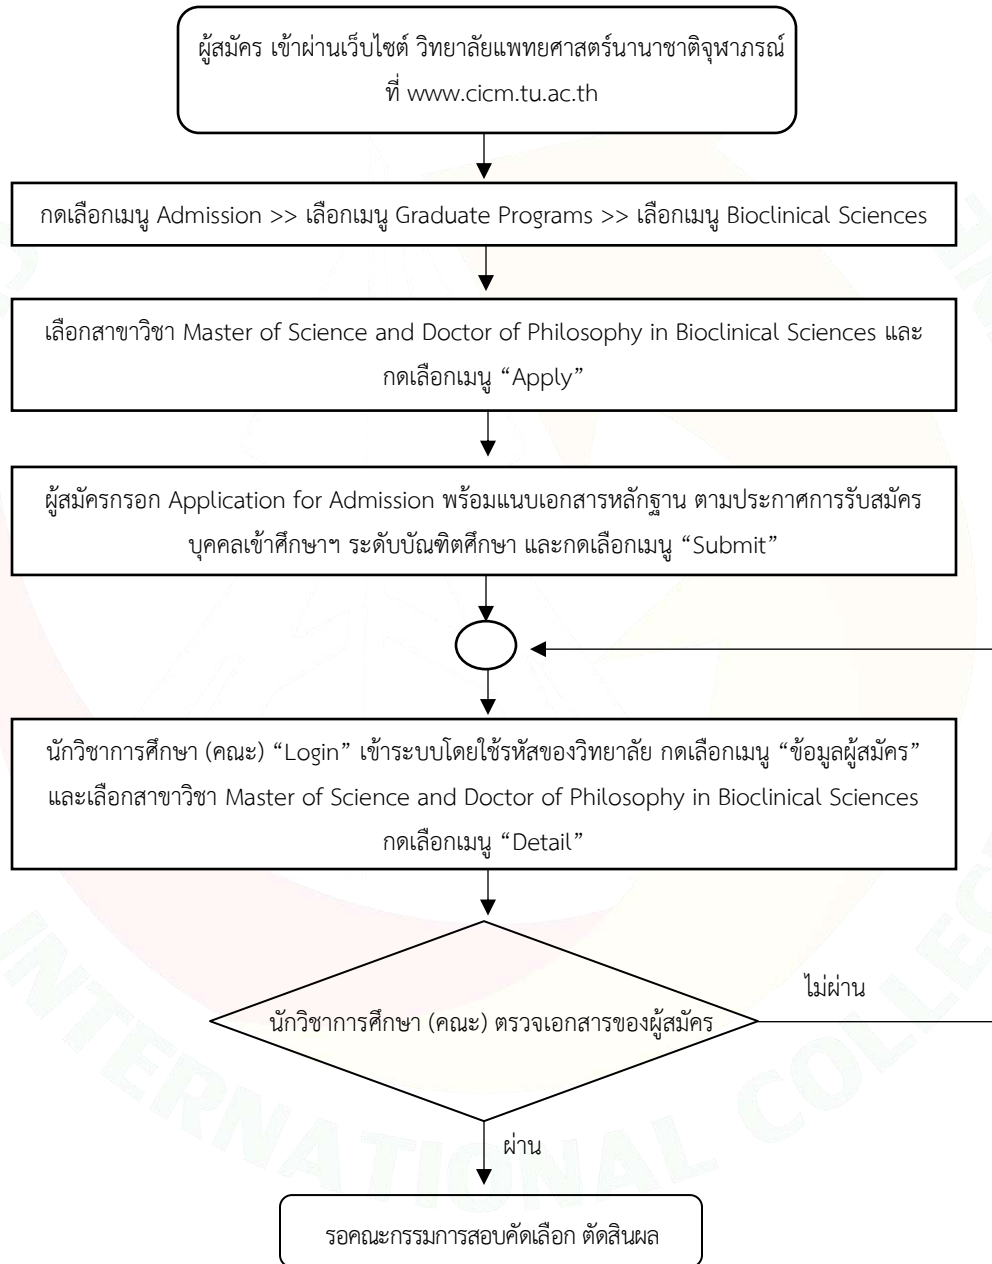 ผู้สมัคร เข้าผ่านเว็บไซต์ วิทยาลัยแพทยศาสตร์นานาชาติจุฬาภรณ์
ที่ www.cicm.tu.ac.th
กดเลือกเมนู Admission >> เลือกเมนู Graduate Programs >> เลือกเมนู Bioclinical Sciences
เลือกสาขาวิชา Master of Science and Doctor of Philosophy in Bioclinical Sciences และ
กดเลือกเมนู “Apply”
ผู้สมัครกรอก Application for Admission พร้อมแนบเอกสารหลักฐาน ตามประกาศการรับสมัคร
บุคคลเข้าศึกษาฯ ระดับบัณฑิตศึกษา และกดเลือกเมนู “Submit”
นักวิชาการศึกษา (คณะ) “Login” เข้าระบบโดยใช้รหัสของวิทยาลัย กดเลือกเมนู “ข้อมูลผู้สมัคร”
และเลือกสาขาวิชา Master of Science and Doctor of Philosophy in Bioclinical Sciences
กดเลือกเมนู “Detail”
นักวิชาการศึกษา (คณะ) ตรวจเอกสารของผู้สมัคร
ไม่ผ่าน
ผ่าน
รอคณะกรรมการสอบคัดเลือก ตัดสินผล
INTERNATIONAL